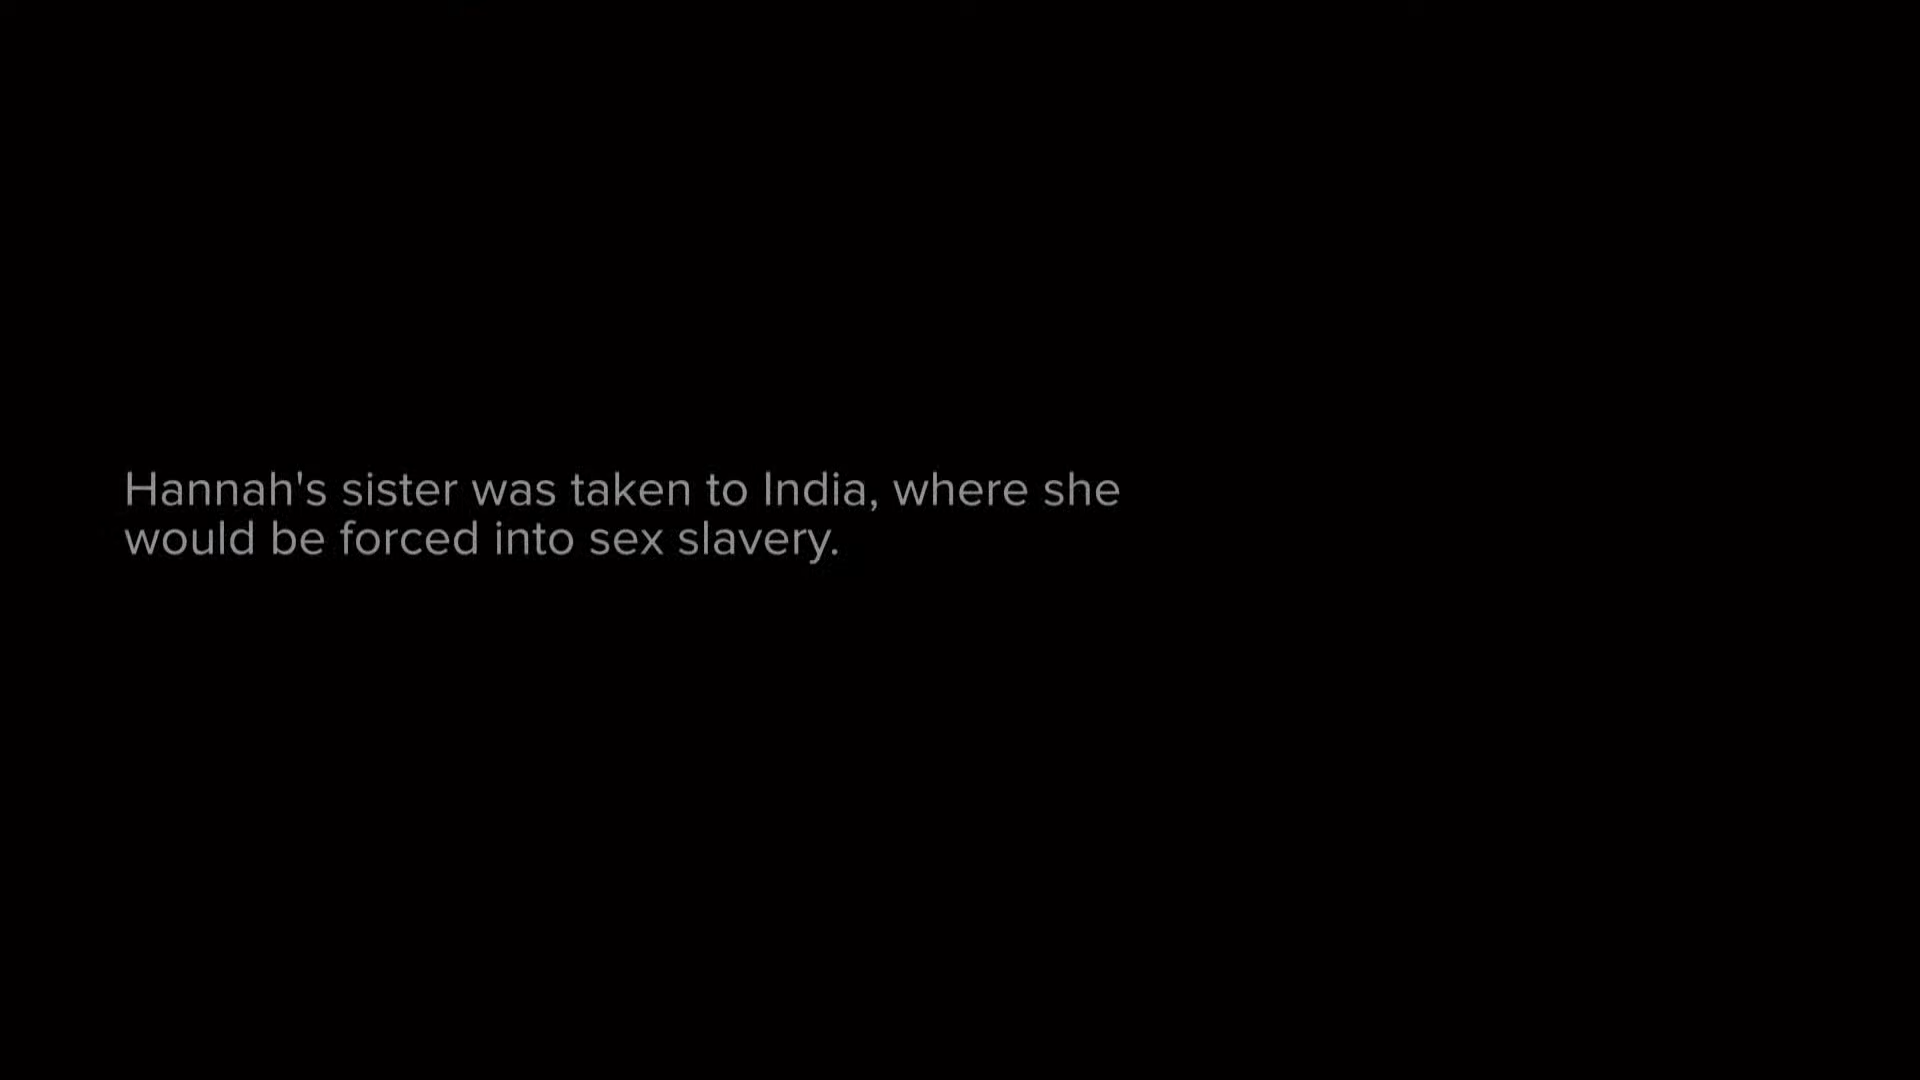 Hannah's sister was taken to India, where she
would be forced into sex slavery.